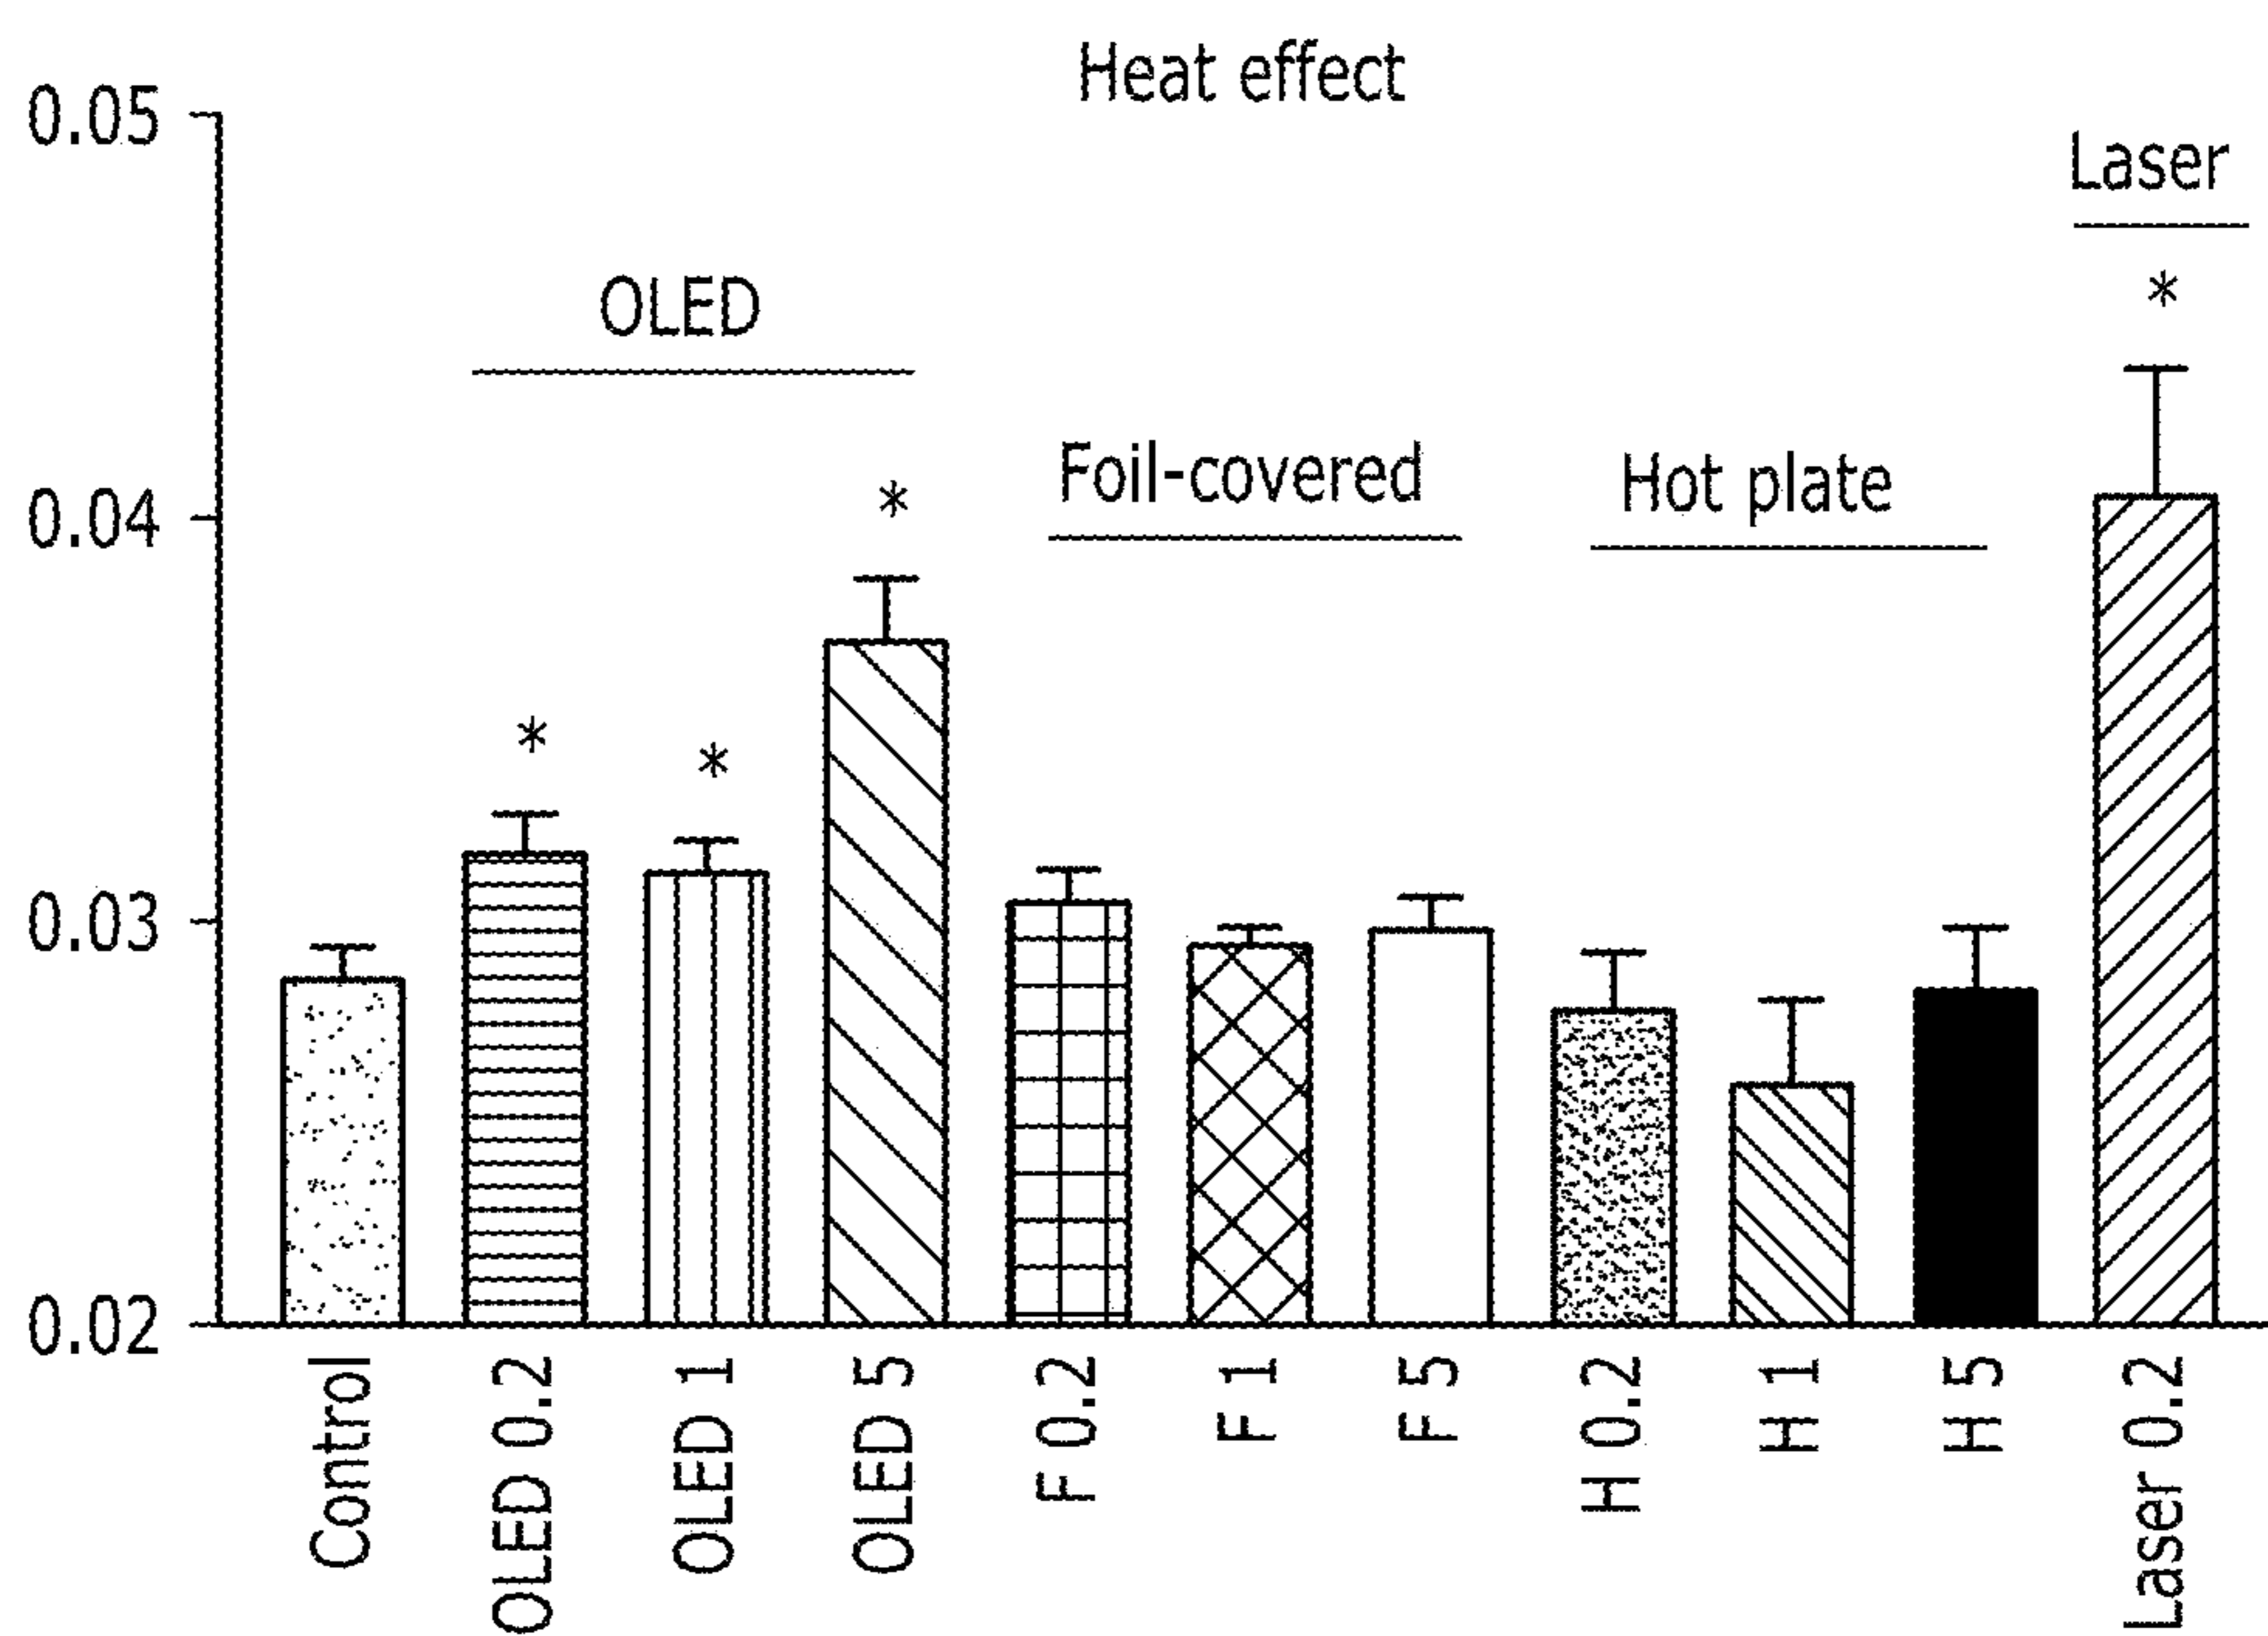 Heat effect
0.05
0.04
0.03
0.02
OLED
*
*
*
Foil-covered
Hot plate
Laser
*
Control
OLED 0.2
OLED 1
OLED 5
F 0.2
F 1
F 5
H 0.2
H 1
H 5
Laser 0.2